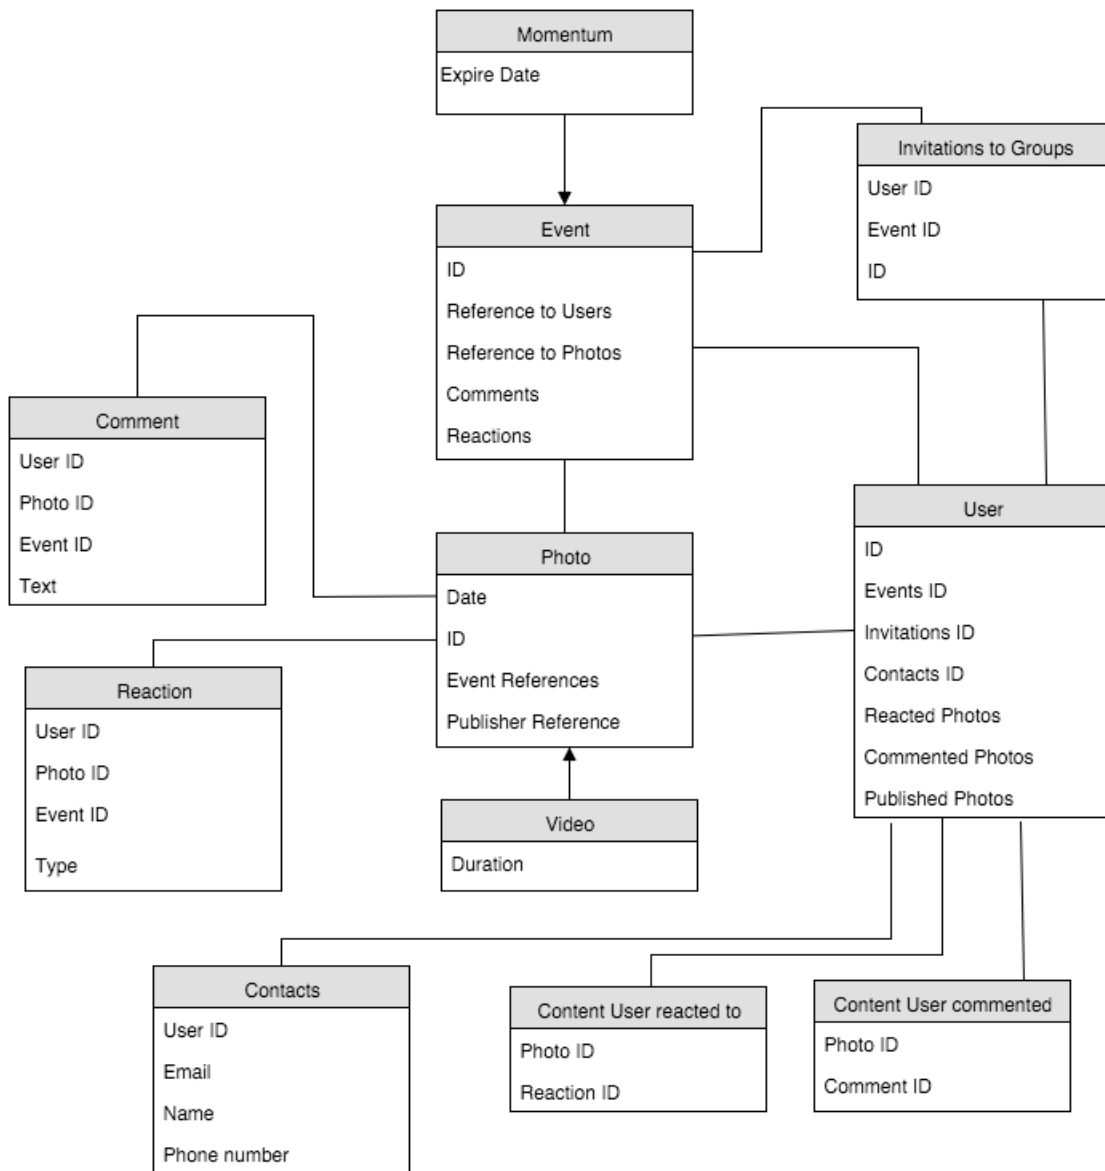 Momentum
Expire Date
Invitations to Groups
User ID
Event ID
ID
Event
ID
Reference to Users
Reference to Photos
Comments
Reactions
Comment
User ID
Photo ID
Event ID
Text
User
ID
Events ID
Invitations ID
Contacts ID
Reacted Photos
Commented Photos
Published Photos
Photo
Date
ID
Event References
Publisher Reference
Reaction
User ID
Photo ID
Event ID
Type
Video
Duration
Contacts
User ID
Email
Name
Phone number
Content User reacted to
Photo ID
Reaction ID
Content User commented
Photo ID
Comment ID